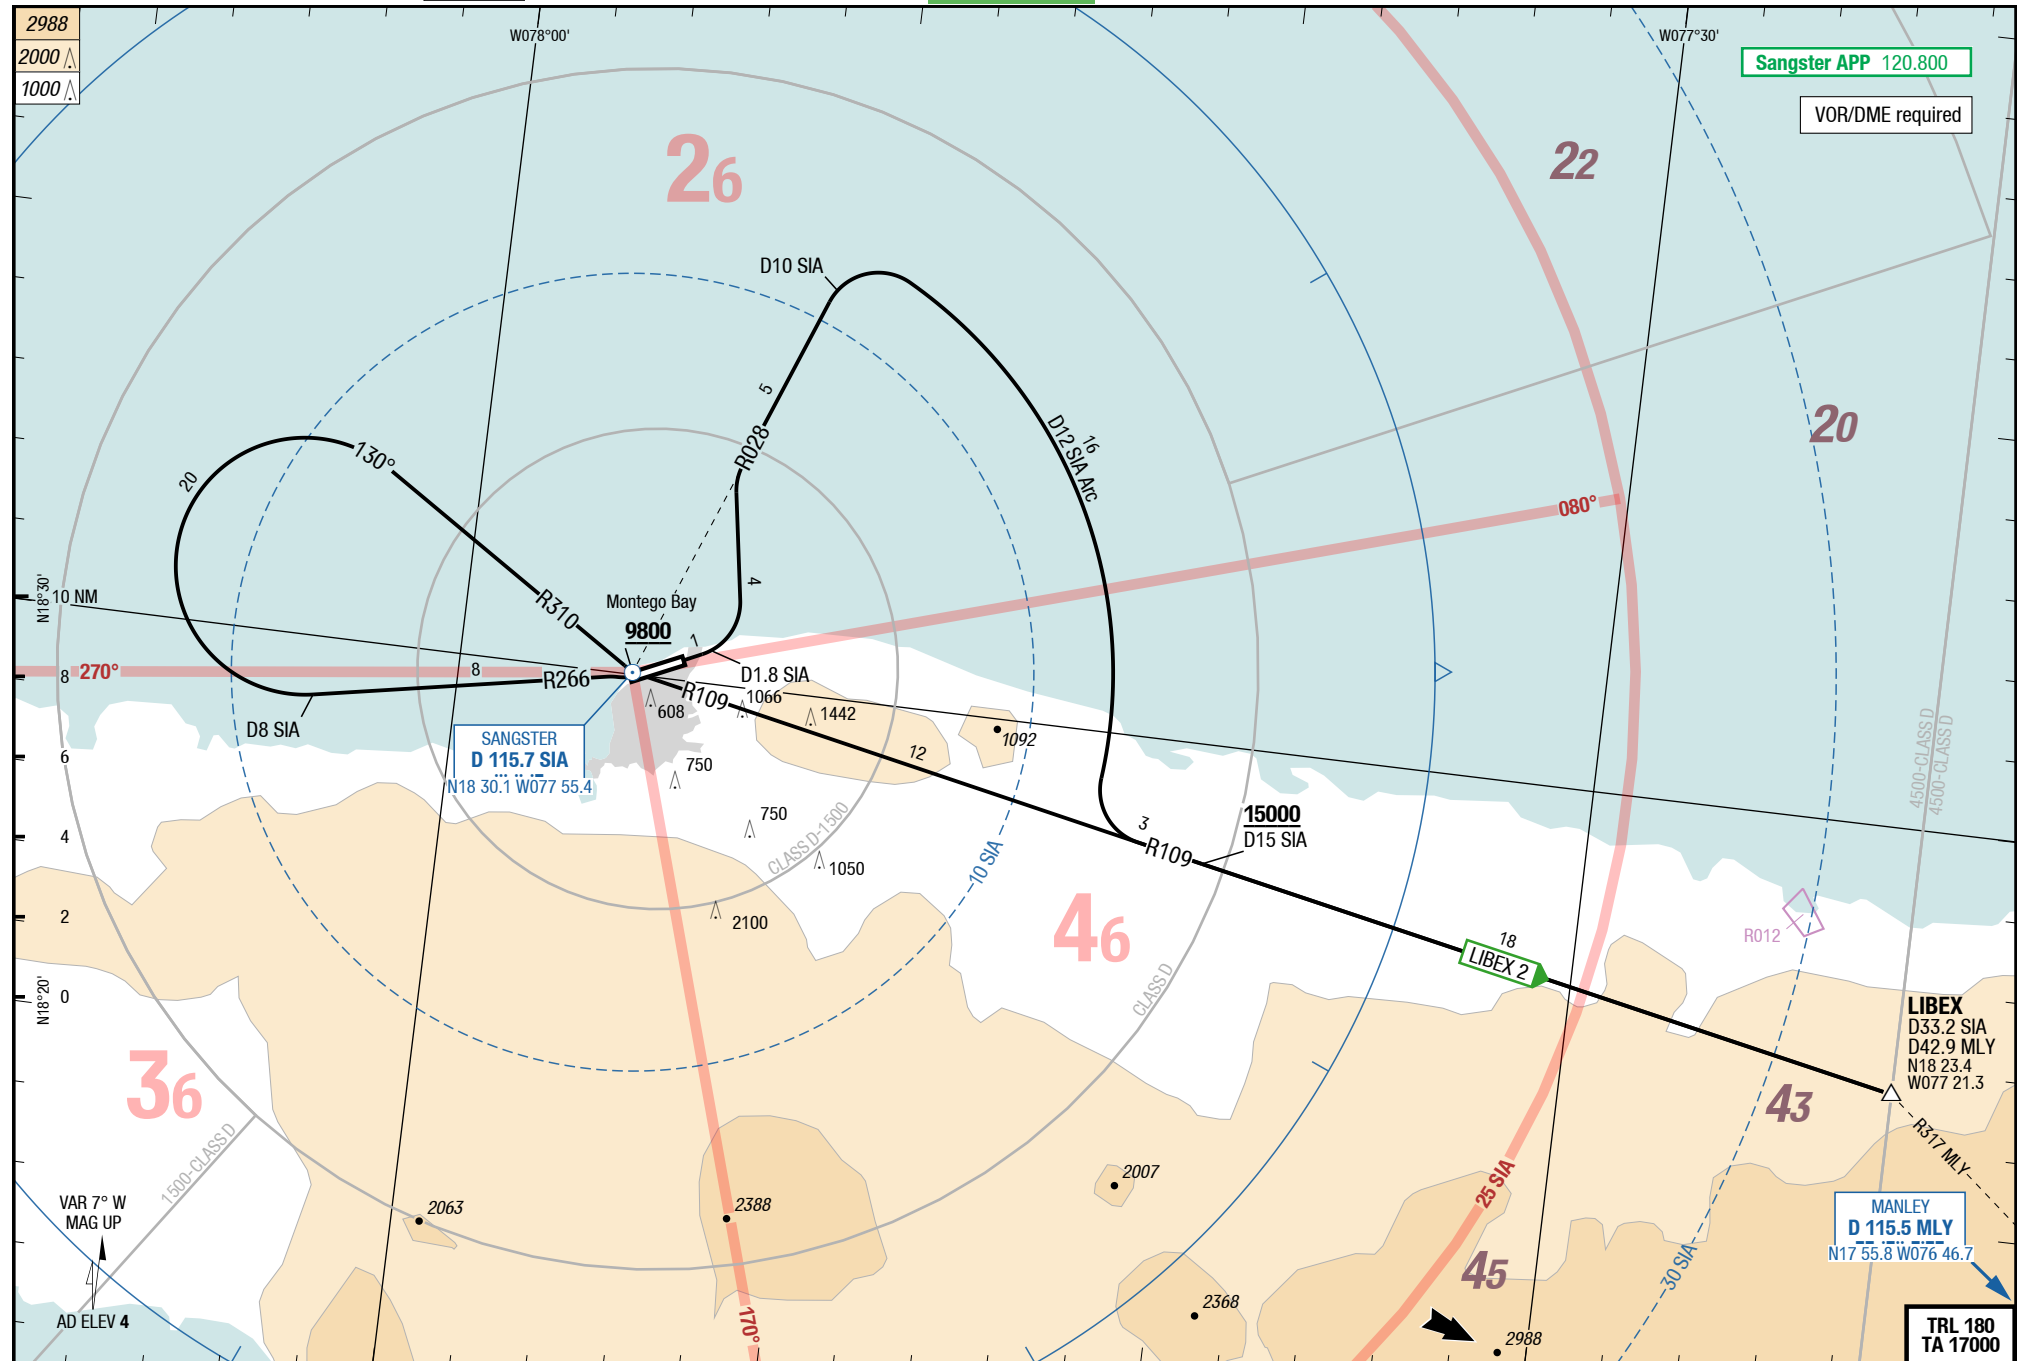 2988
2000
1000
W078°00'
W077°30'
Sangster APP 120.800
VOR/DME required
26
22
D10 SIA
5
R028
16
D12 SIA Arc
20
130°
20
080°
4
R310
Montego Bay
9800
1
N18°30'
10 NM
270°
8
8
R266
D1.8 SIA
R109
1066
608
1442
1092
D8 SIA
SANGSTER
D 115.7 SIA
N18 30.1 W077 55.4
12
750
750
1050
CLASS D-1500
10 SIA
3
R109
15000
D15 SIA
4500-CLASS D
4500-CLASS D
6
4
2
0
N18°20'
2100
46
CLASS D
18
LIBEX 2
R012
LIBEX
D33.2 SIA
D42.9 MLY
N18 23.4
W077 21.3
36
43
R317 MLY
1500-CLASS D
VAR 7° W
MAG UP
2063
2388
2007
25 SIA
MANLEY
D 115.5 MLY
N17 55.8 W076 46.7
45
30 SIA
AD ELEV 4
170°
2368
2988
TRL 180
TA 17000